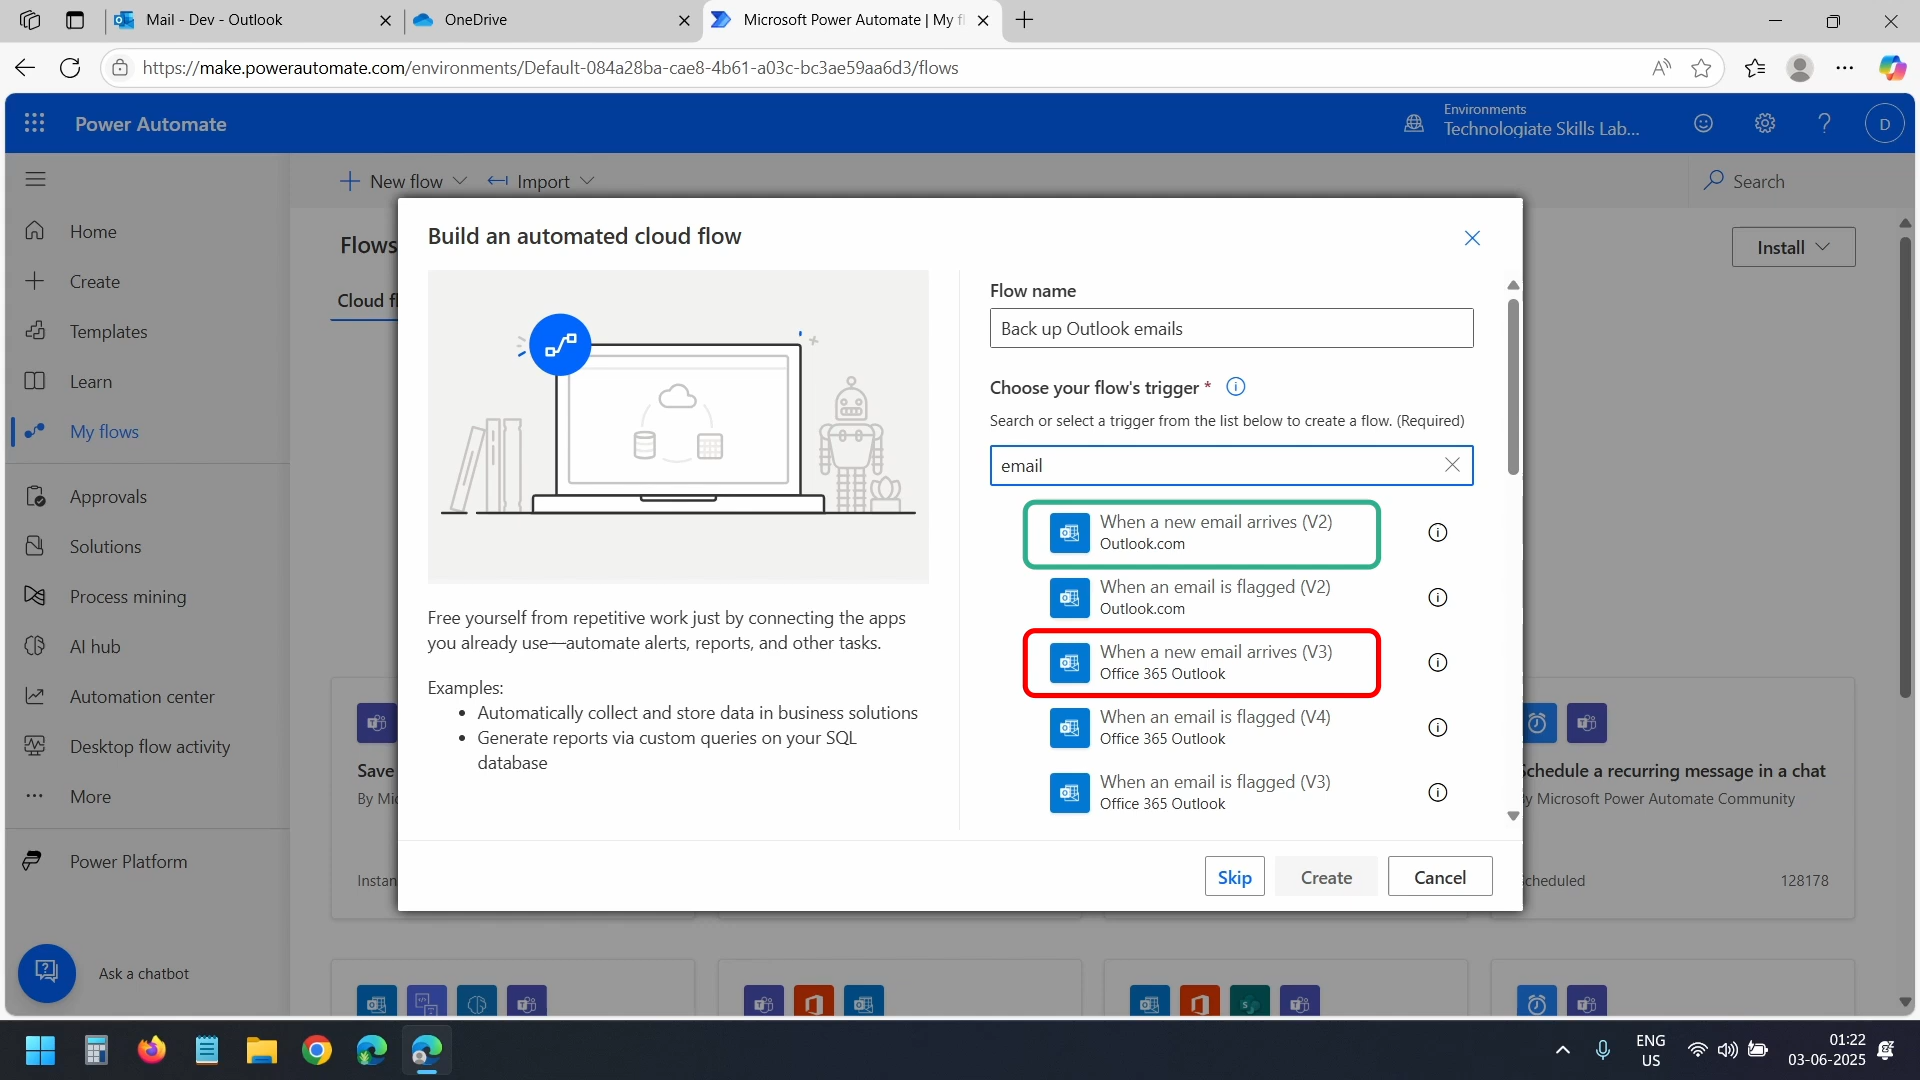 Mail - Dev - Outlook
OneDrive
Microsoft Power Automate | My fl
https://make.powerautomate.com/environments/Default-084a28ba-cae8-4b61-a03c-bc3ae59aa6d3/flows
Power Automate
Environments
Technologiate Skills Lab...
D
New flow
Import
Search
Home
Create
Templates
Learn
My flows
Approvals
Solutions
Process mining
AI hub
Automation center
Desktop flow activity
More
Power Platform
Ask a chatbot
Flows
Install
Cloud fl
Build an automated cloud flow
Free yourself from repetitive work just by connecting the apps
you already use—automate alerts, reports, and other tasks.
Examples:
• Automatically collect and store data in business solutions
• Generate reports via custom queries on your SQL
database
Flow name
Back up Outlook emails
Choose your flow's trigger *
Search or select a trigger from the list below to create a flow. (Required)
email
When a new email arrives (V2)
Outlook.com
When an email is flagged (V2)
Outlook.com
When a new email arrives (V3)
Office 365 Outlook
When an email is flagged (V4)
Office 365 Outlook
When an email is flagged (V3)
Office 365 Outlook
Skip
Create
Cancel
Save
By Mic
Instan
Schedule a recurring message in a chat
By Microsoft Power Automate Community
Scheduled
128178
ENG
US
01:22
03-06-2025